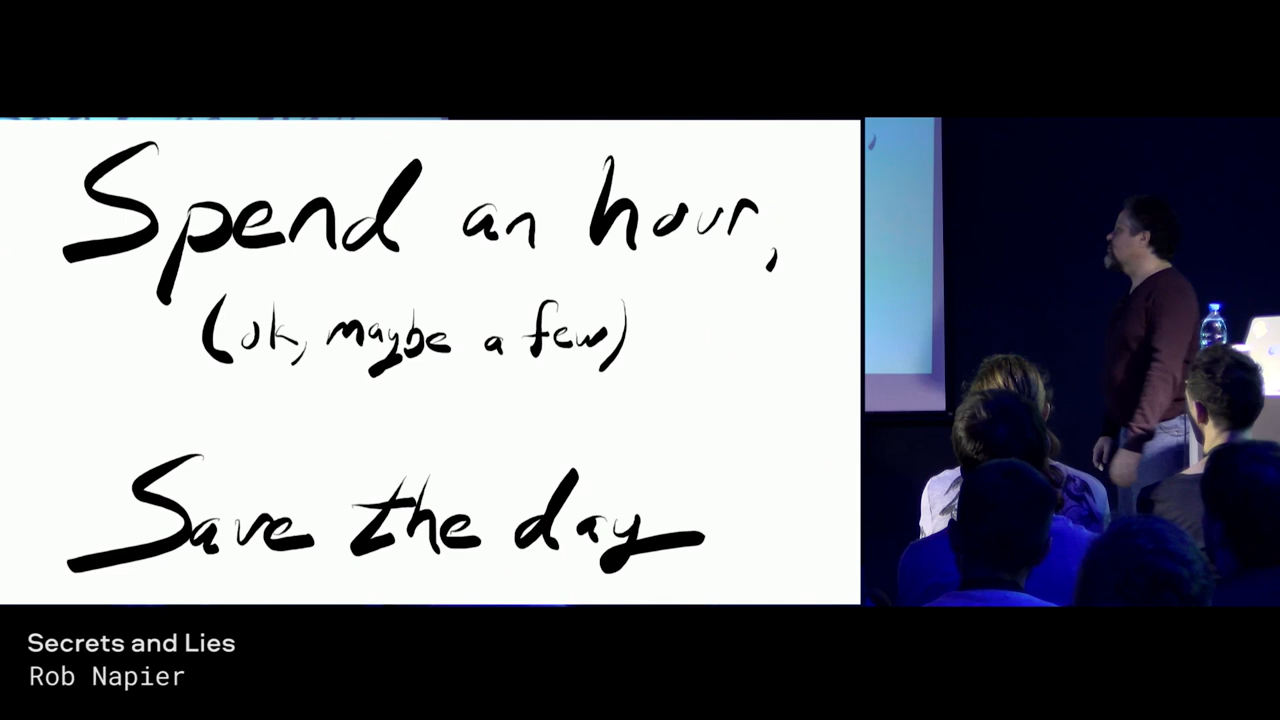 Spend an hour,
(ok, maybe a few)
Save the day
Secrets and Lies
Rob Napier